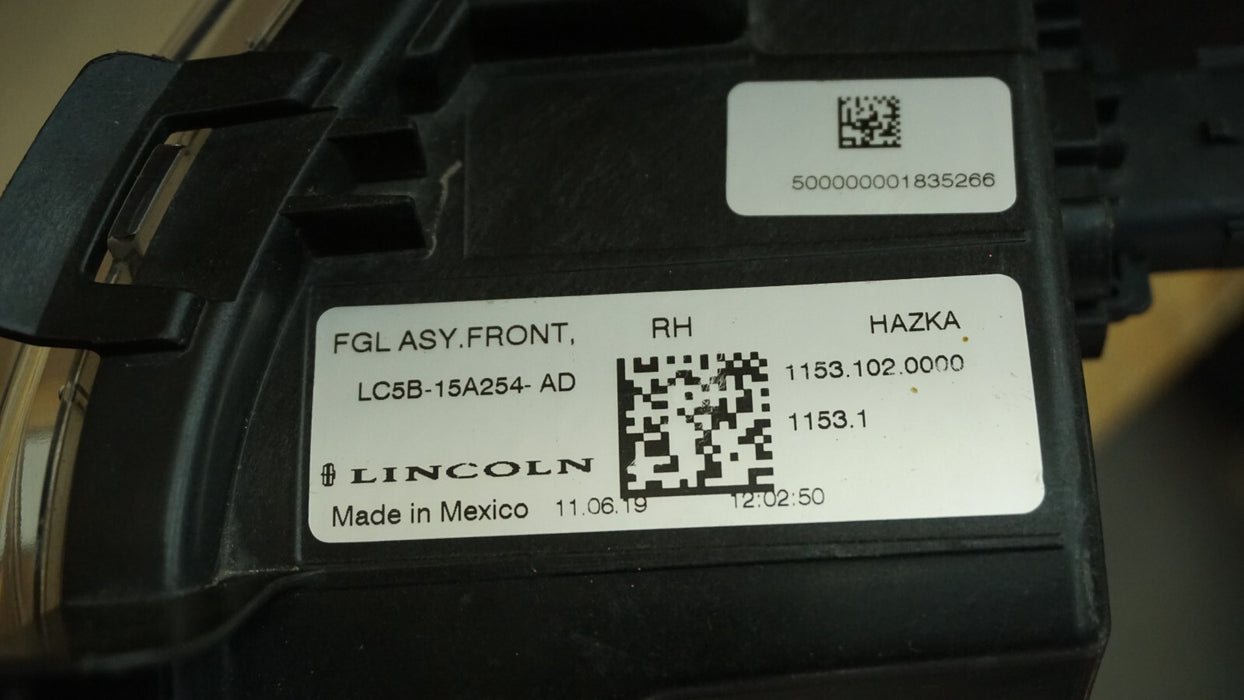 500000001835266
FGL ASY.FRONT, RH HAZKA
LC5B-15A254- AD 1153.102.0000
1153.1
LINCOLN
Made in Mexico 11.06.19 12:02:50